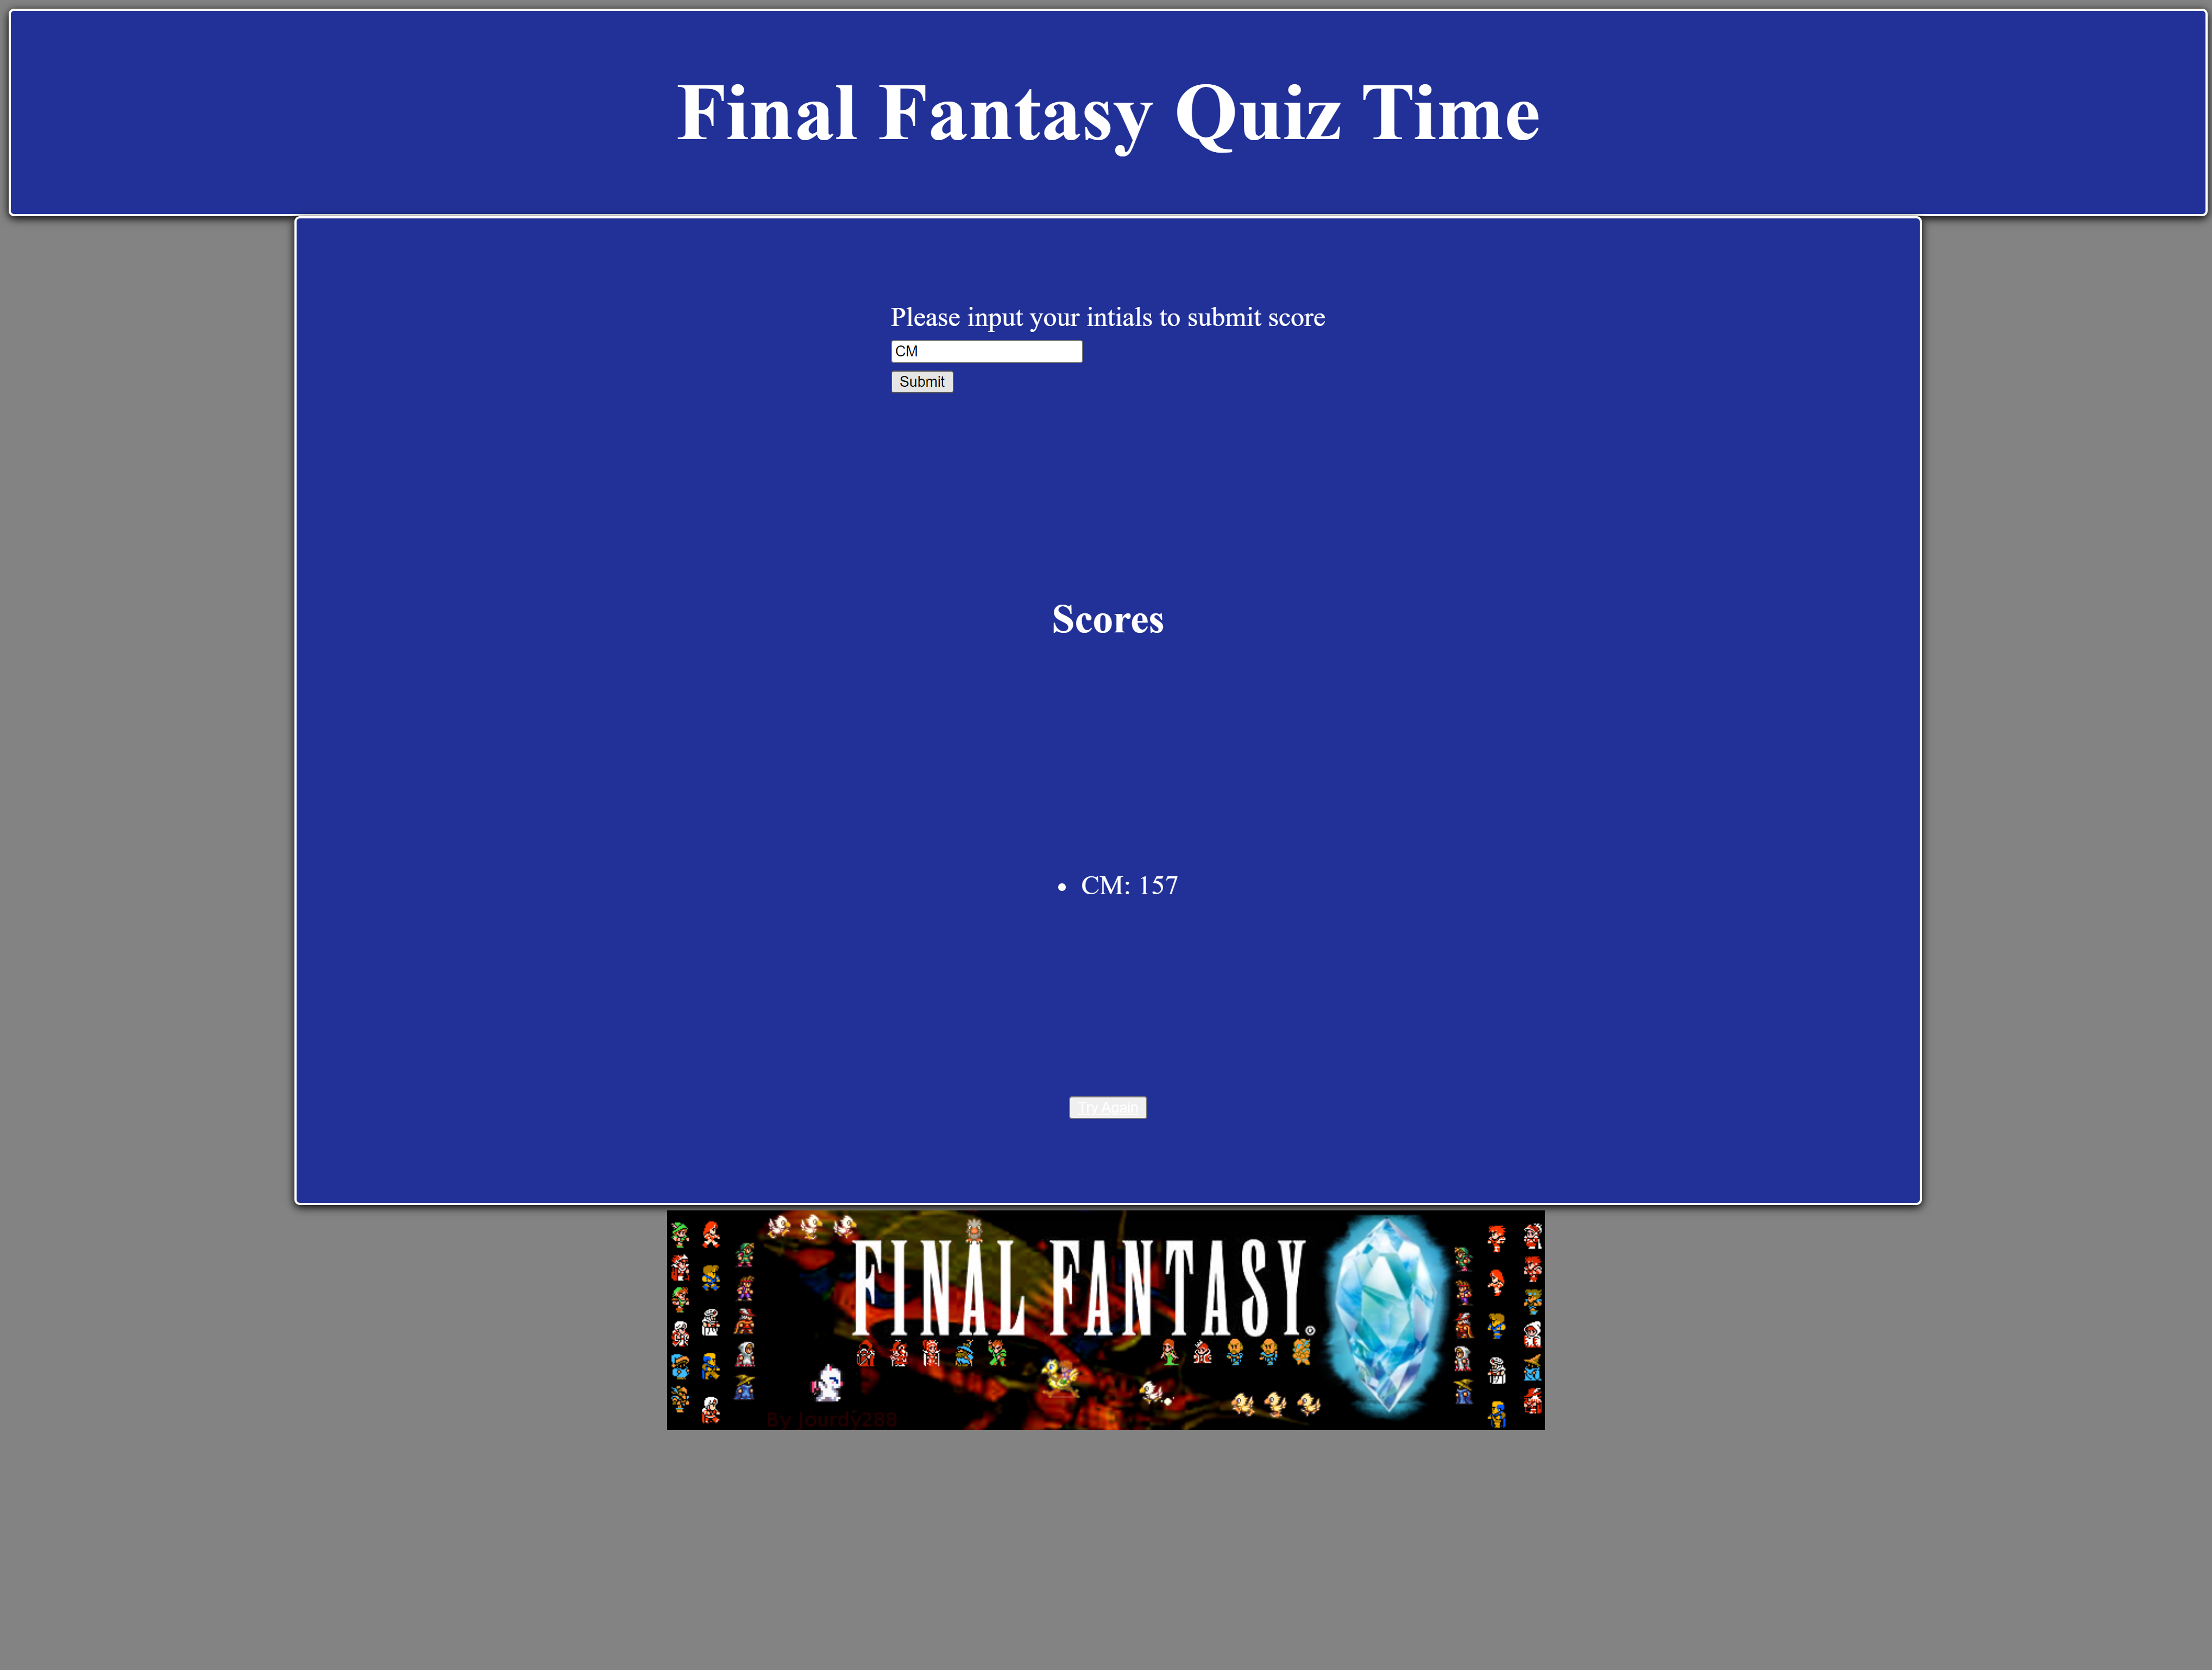 Final Fantasy Quiz Time
Please input your intials to submit score
CM
Submit
Scores
CM: 157
Try Again
FINAL FANTASY®
By Jourdy288